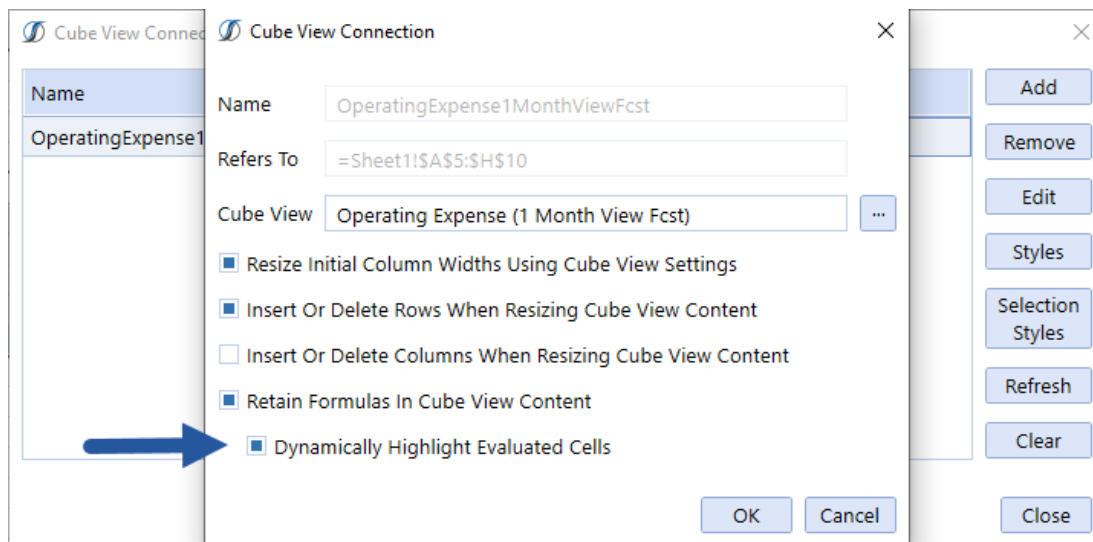 Cube View Connec
Cube View Connection
Name
OperatingExpense1
Name
OperatingExpense1MonthViewFcst
Refers To
=Sheet1!$A$5:$H$10
Cube View
Operating Expense (1 Month View Fcst)
...
Resize Initial Column Widths Using Cube View Settings
Insert Or Delete Rows When Resizing Cube View Content
Insert Or Delete Columns When Resizing Cube View Content
Retain Formulas In Cube View Content
Dynamically Highlight Evaluated Cells
OK
Cancel
Add
Remove
Edit
Styles
Selection
Styles
Refresh
Clear
Close